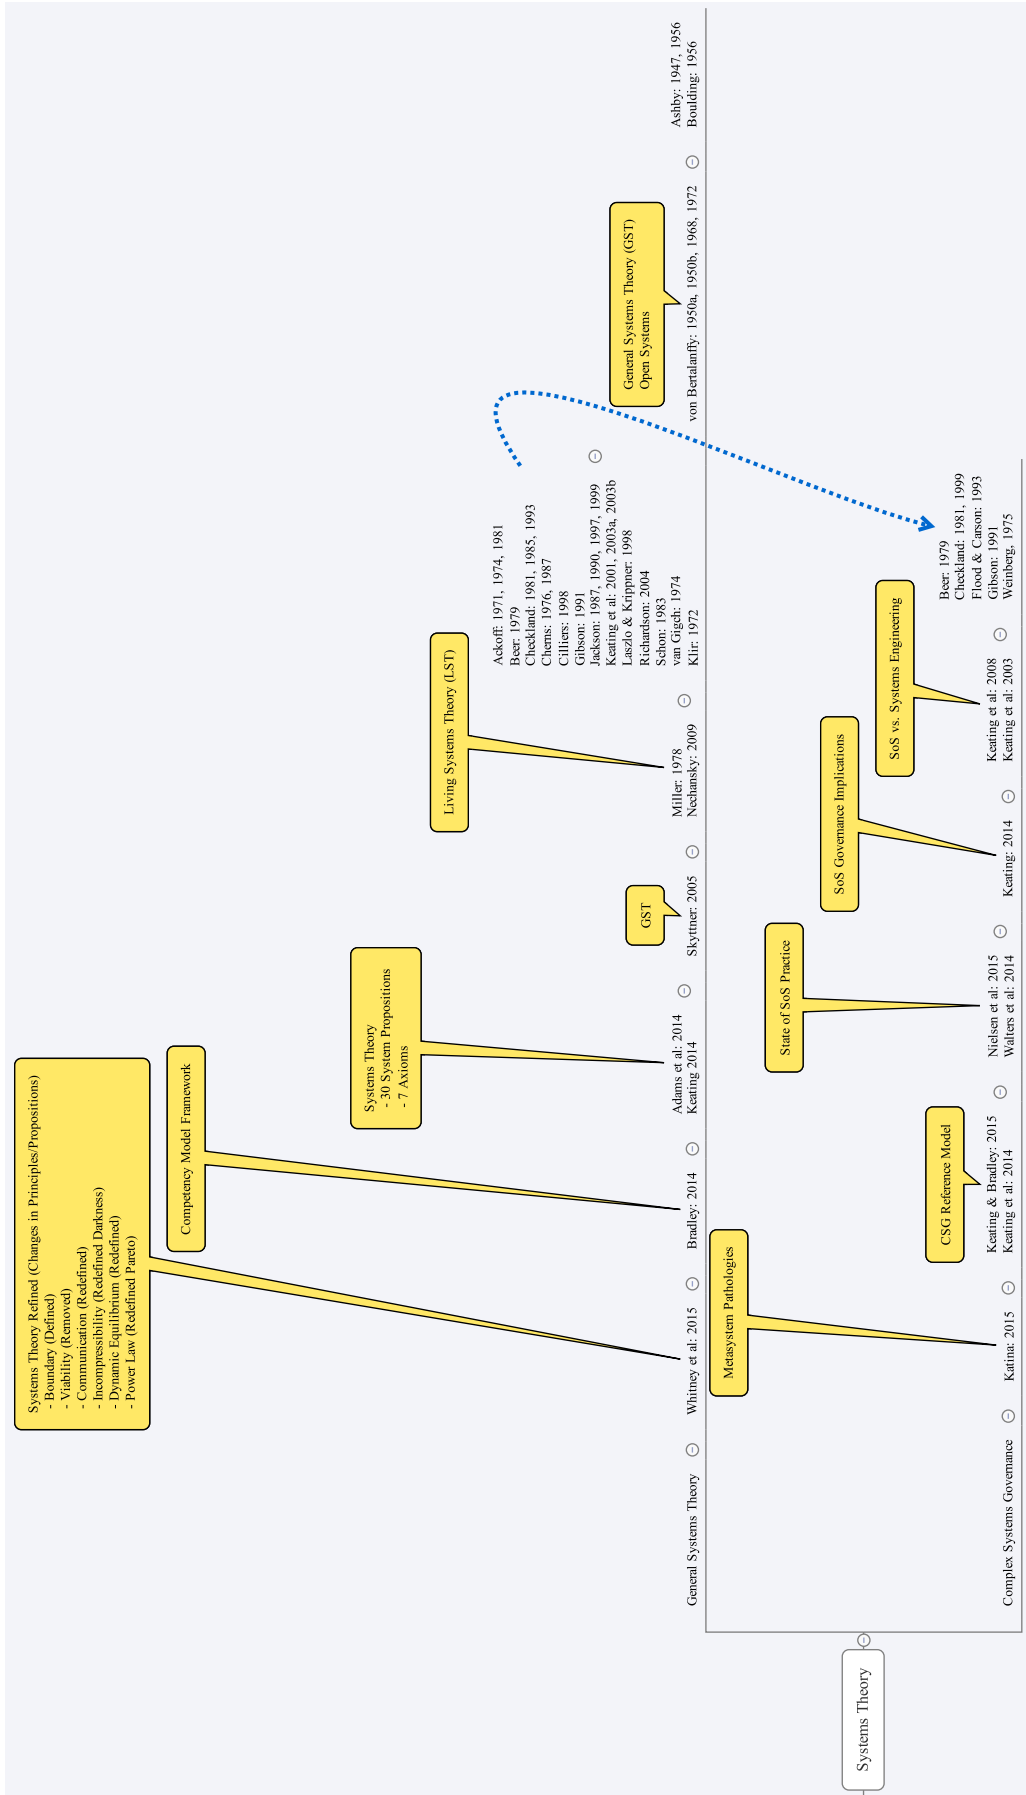 Systems Theory
General Systems Theory
Systems Theory Refined (Changes in Principles/Propositions)
- Boundary (Defined)
- Viability (Removed)
- Communication (Redefined)
- Incompressibility (Redefined Darkness)
- Dynamic Equilibrium (Redefined)
- Power Law (Redefined Pareto)
Whitney et al: 2015
Competency Model Framework
Bradley: 2014
Systems Theory
- 30 System Propositions
- 7 Axioms
Adams et al: 2014
Keating 2014
GST
Skyttner: 2005
Living Systems Theory (LST)
Miller: 1978
Nechansky: 2009
Ackoff: 1971, 1974, 1981
Beer: 1979
Checkland: 1981, 1985, 1993
Cherns: 1976, 1987
Cilliers: 1998
Gibson: 1991
Jackson: 1987, 1990, 1997, 1999
Keating et al: 2001, 2003a, 2003b
Laszlo & Krippner: 1998
Richardson: 2004
Schon: 1983
van Gigch: 1974
Klir: 1972
General Systems Theory (GST)
Open Systems
von Bertalanffy: 1950a, 1950b, 1968, 1972
Ashby: 1947, 1956
Boulding: 1956
Complex Systems Governance
Metasystem Pathologies
Katina: 2015
CSG Reference Model
Keating & Bradley: 2015
Keating et al: 2014
State of SoS Practice
Nielsen et al: 2015
Walters et al: 2014
SoS Governance Implications
Keating: 2014
SoS vs. Systems Engineering
Keating et al: 2008
Keating et al: 2003
Beer: 1979
Checkland: 1981, 1999
Flood & Carson: 1993
Gibson: 1991
Weinberg, 1975